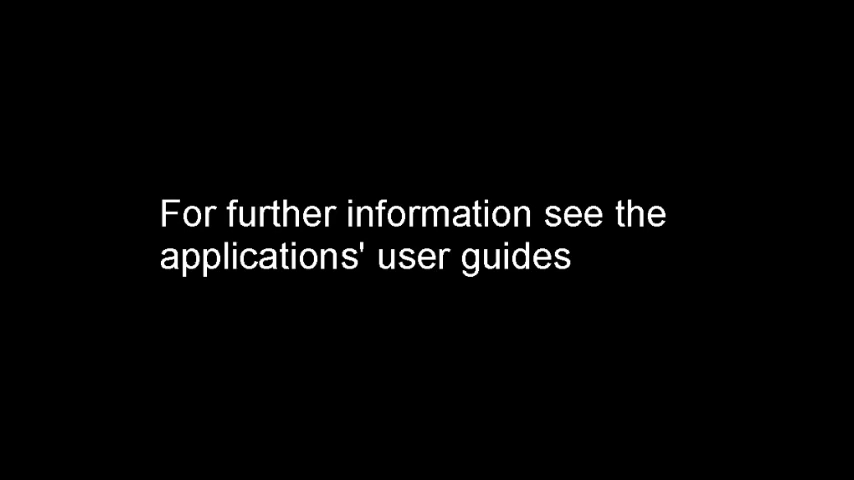 For further information see the
applications' user guides